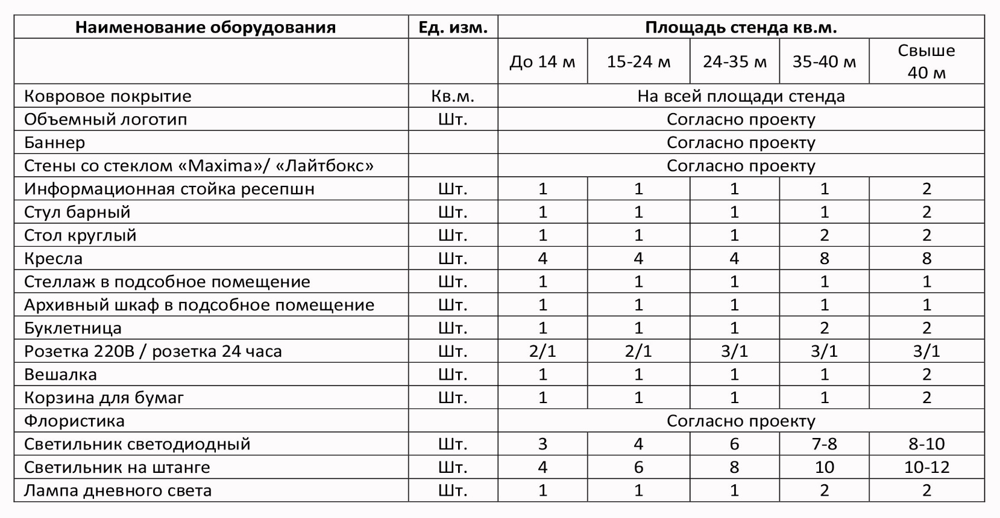 Наименование оборудования Ед. изм. Площадь стенда кв.м.
До 14 м 15-24 м 24-35 м 35-40 м Свыше
40 м
Ковровое покрытие Кв.м. На всей площади стенда
Объемный логотип Шт. Согласно проекту
Баннер Согласно проекту
Стены со стеклом «Maxima»/ «Лайтбокс» Согласно проекту
Информационная стойка ресепшн Шт. 1 1 1 1 2
Стул барный Шт. 1 1 1 1 2
Стол круглый Шт. 1 1 1 2 2
Кресла Шт. 4 4 4 8 8
Стеллаж в подсобное помещение Шт. 1 1 1 1 1
Архивный шкаф в подсобное помещение Шт. 1 1 1 1 1
Буклетница Шт. 1 1 1 2 2
Розетка 220В / розетка 24 часа Шт. 2/1 2/1 3/1 3/1 3/1
Вешалка Шт. 1 1 1 1 2
Корзина для бумаг Шт. 1 1 1 1 2
Флористика Согласно проекту
Светильник светодиодный Шт. 3 4 6 7-8 8-10
Светильник на штанге Шт. 4 6 8 10 10-12
Лампа дневного света Шт. 1 1 1 2 2